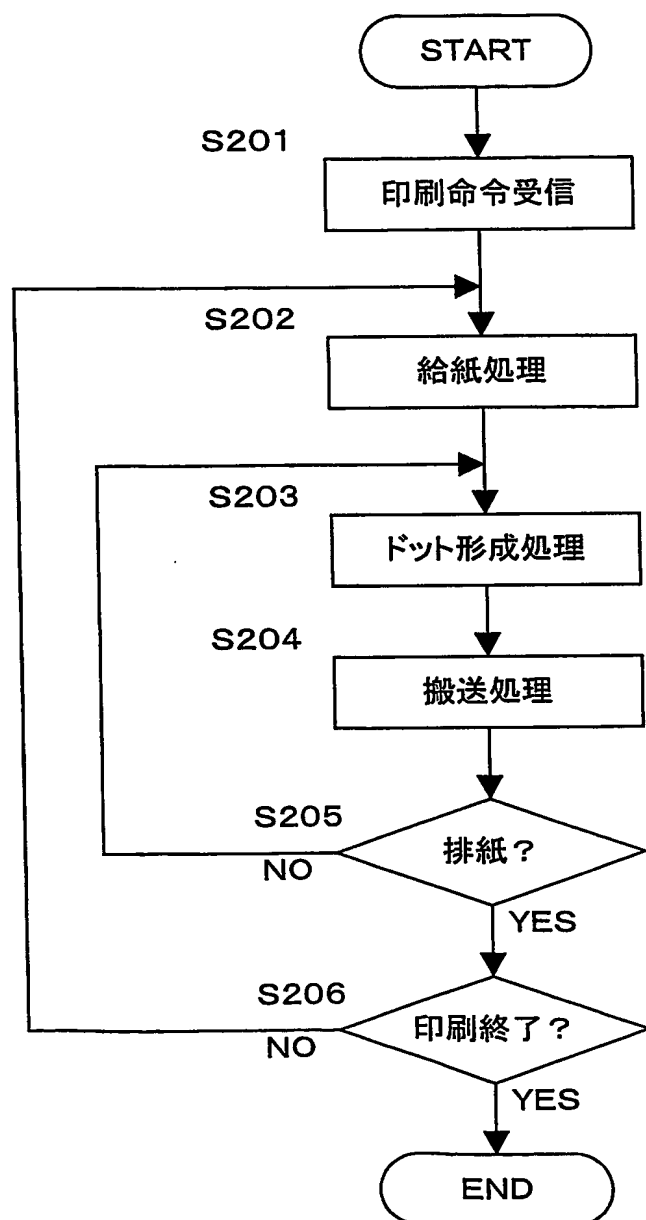 START
S201
印刷命令受信
S202
給紙処理
S203
ドット形成処理
S204
搬送処理
S205
排紙？
NO
YES
S206
印刷終了？
NO
YES
END